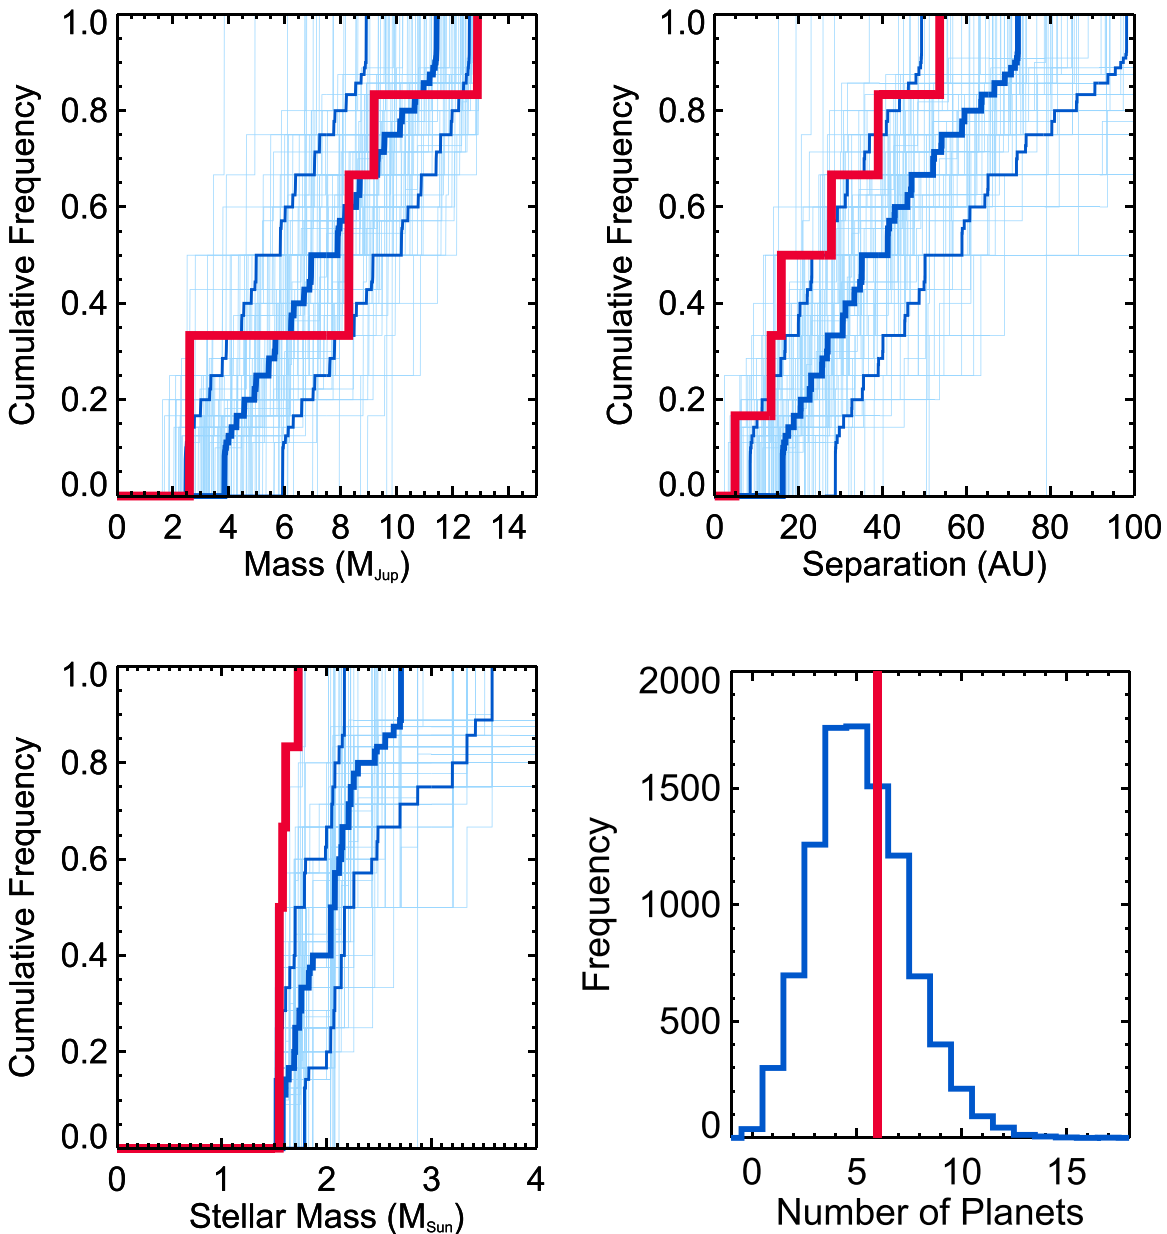 1.0
0.8
0.6
0.4
0.2
0.0
Cumulative Frequency
0 2 4 6 8 10 12 14
Mass (MJup)
1.0
0.8
0.6
0.4
0.2
0.0
Cumulative Frequency
0 20 40 60 80 100
Separation (AU)
1.0
0.8
0.6
0.4
0.2
0.0
Cumulative Frequency
0 1 2 3 4
Stellar Mass (MSun)
2000
1500
1000
500
0
Frequency
0 5 10 15
Number of Planets